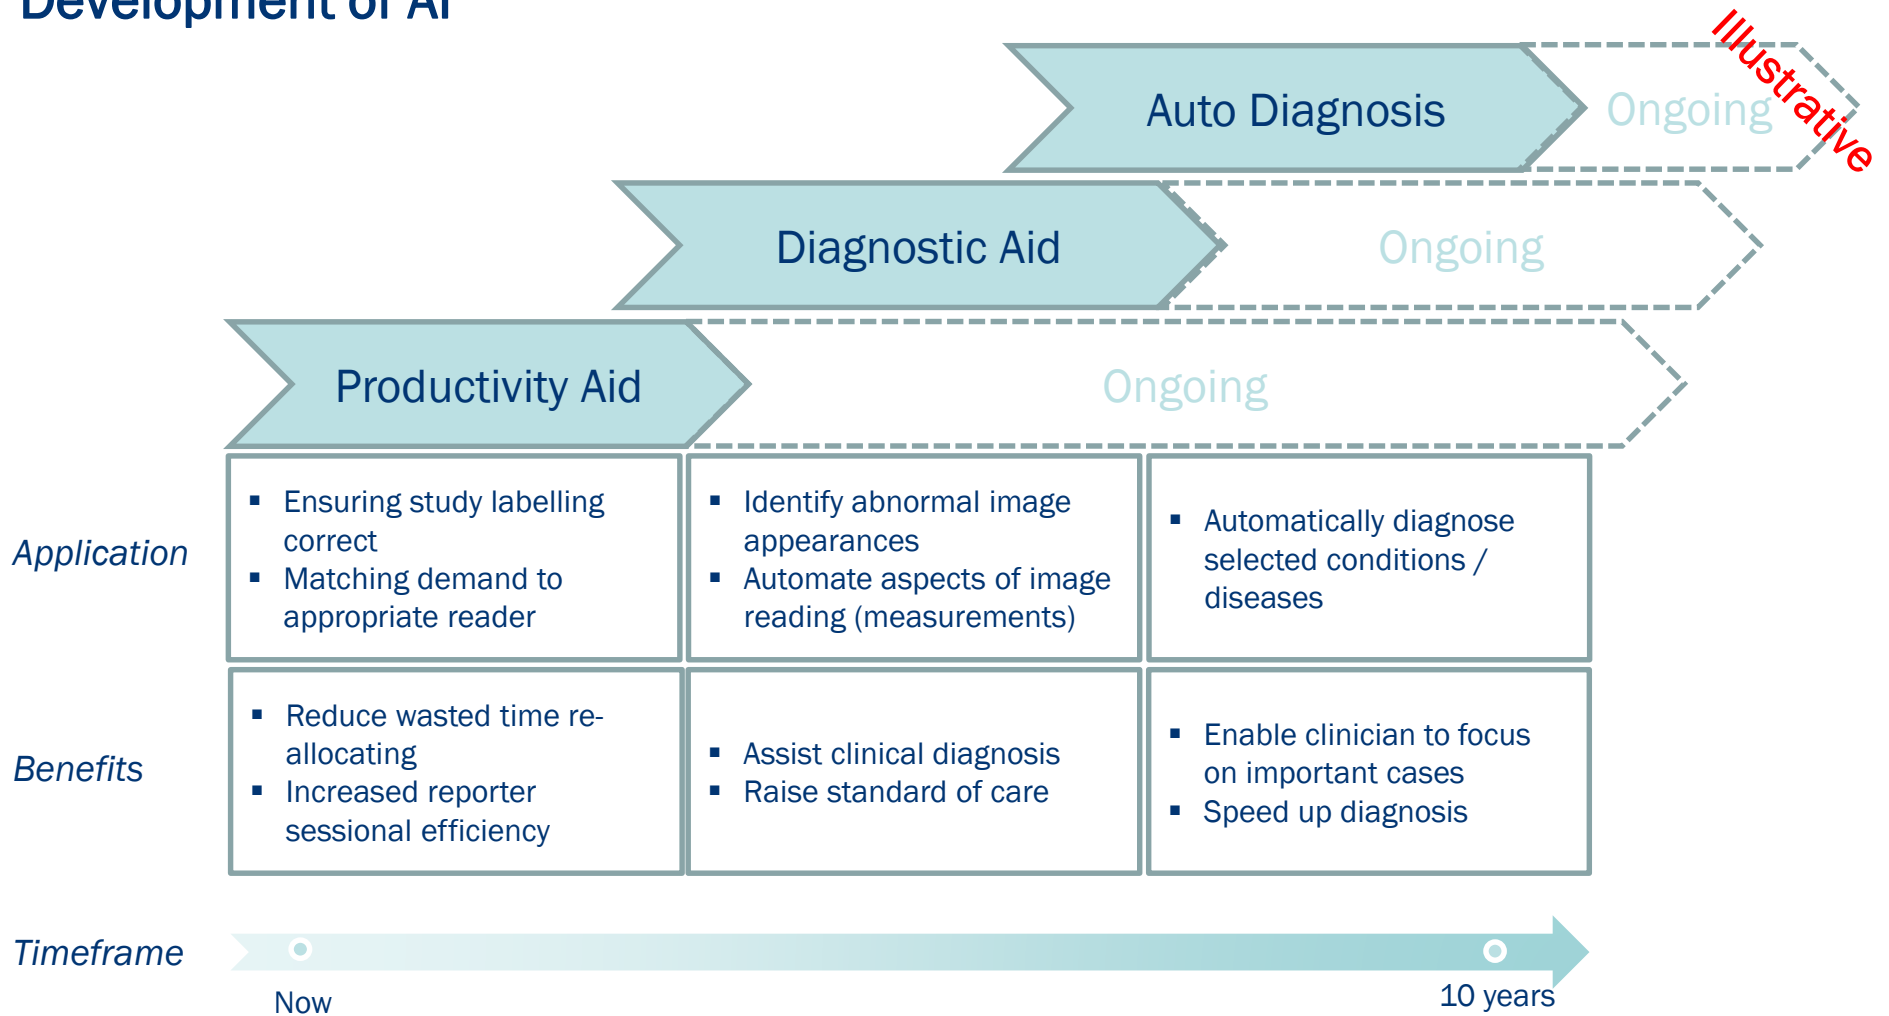 Development of AI
Illustrative
Auto Diagnosis
Ongoing
Diagnostic Aid
Ongoing
Productivity Aid
Ongoing
Application
▪ Ensuring study labelling
correct
▪ Matching demand to
appropriate reader
▪ Identify abnormal image
appearances
▪ Automate aspects of image
reading (measurements)
▪ Automatically diagnose
selected conditions /
diseases
Benefits
▪ Reduce wasted time re-
allocating
▪ Increased reporter
sessional efficiency
▪ Assist clinical diagnosis
▪ Raise standard of care
▪ Enable clinician to focus
on important cases
▪ Speed up diagnosis
Timeframe
Now
10 years